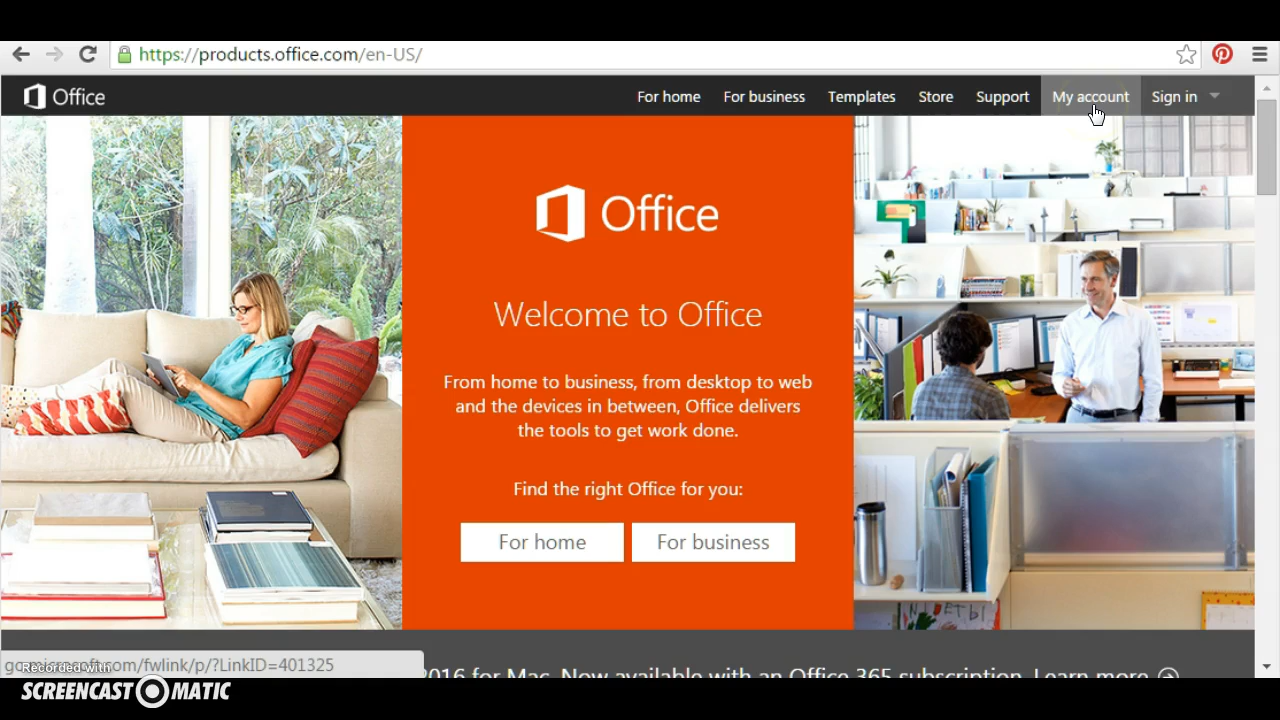 https://products.office.com/en-US/
Office
For home For business Templates Store Support My account Sign in
Office
Welcome to Office
From home to business, from desktop to web
and the devices in between, Office delivers
the tools to get work done.
Find the right Office for you:
For home For business
2016 for Mac. Now available with an Office 365 subscription. Learn more
/fwlink/p/?LinkID=401325
Recorded with
SCREENCAST MATIC